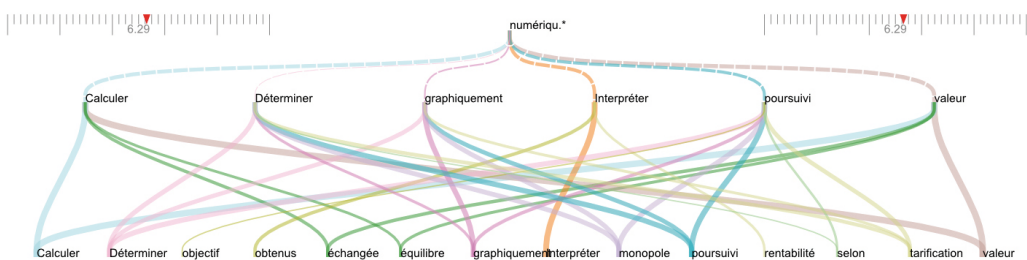 6.29 6.29
numériqu.*
Calculer Déterminer graphiquement Interpréter poursuivi valeur
Calculer Déterminer objectif obtenus échangée équilibre graphiquement Interpréter monopole poursuivi rentabilité selon tarification valeur